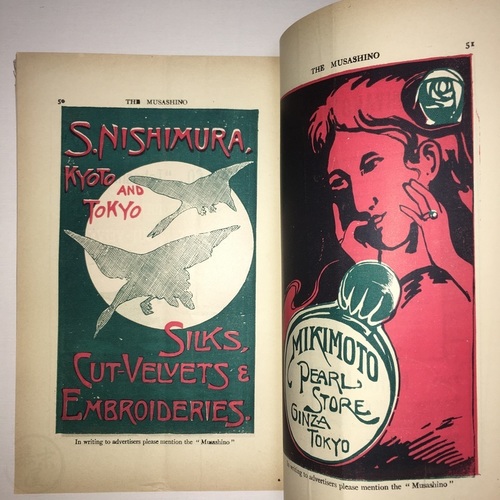 50 THE MUSASHINO
S. NISHIMURA,
KYOTO
AND
TOKYO
SILKS,
CUT-VELVETS &
EMBROIDERIES.
In writing to advertisers please mention the "Musashino"
THE MUSASHINO 51
MIKIMOTO
PEARL
STORE
GINZA
TOKYO
In writing to advertisers please mention the "Musashino"